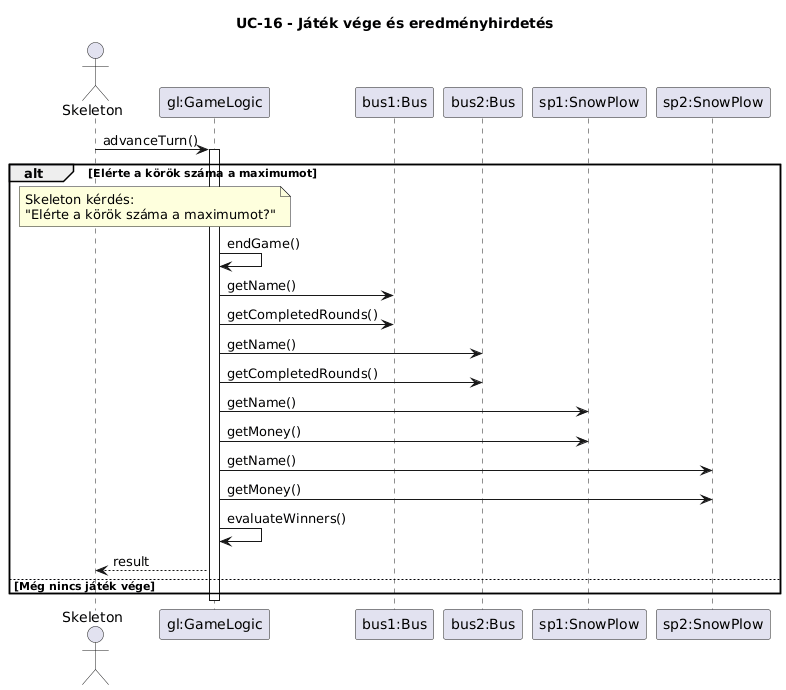 UC-16 - Játék vége és eredményhirdetés
Skeleton
gl:GameLogic
bus1:Bus
bus2:Bus
sp1:SnowPlow
sp2:SnowPlow
advanceTurn()
alt
[Elérte a körök száma a maximumot]
Skeleton kérdés:
"Elérte a körök száma a maximumot?"
endGame()
getName()
getCompletedRounds()
getName()
getCompletedRounds()
getName()
getMoney()
getName()
getMoney()
evaluateWinners()
result
[Még nincs játék vége]
Skeleton
gl:GameLogic
bus1:Bus
bus2:Bus
sp1:SnowPlow
sp2:SnowPlow